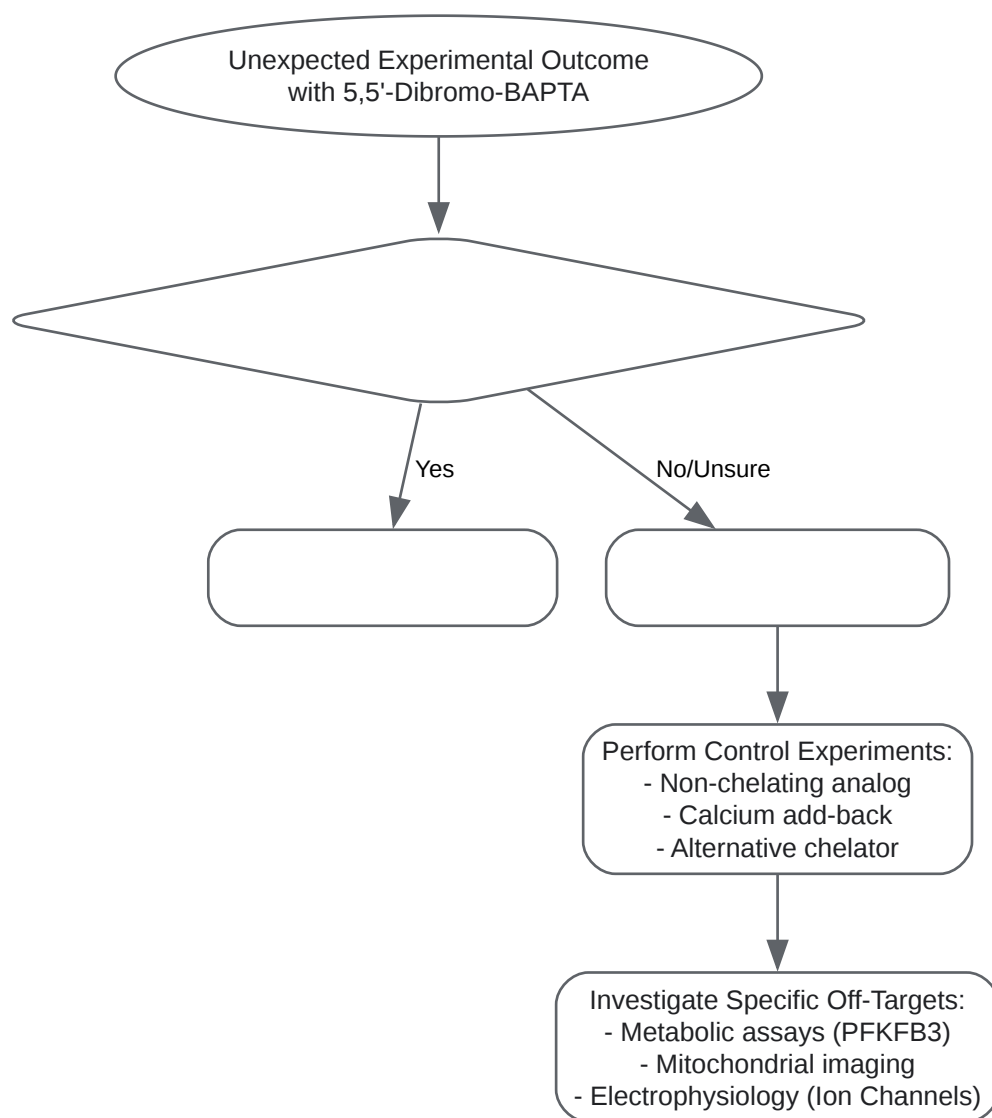 Unexpected Experimental Outcome
with 5,5'-Dibromo-BAPTA
Yes
No/Unsure
Perform Control Experiments:
- Non-chelating analog
- Calcium add-back
- Alternative chelator
Investigate Specific Off-Targets:
- Metabolic assays (PFKFB3)
- Mitochondrial imaging
- Electrophysiology (Ion Channels)